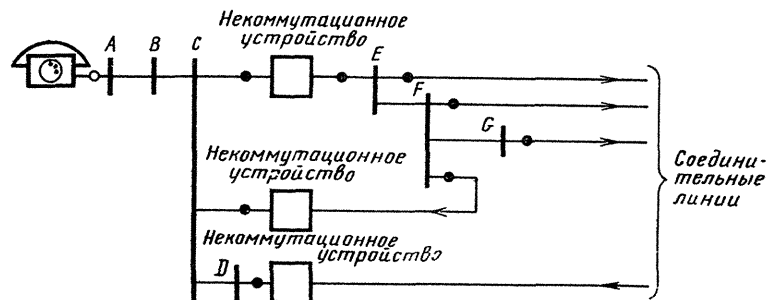 Некоммутационное
устройство
A
B
C
E
F
G
Некоммутационное
устройство
Соедини-
тельные
линии
Некоммутационное
устройство
D